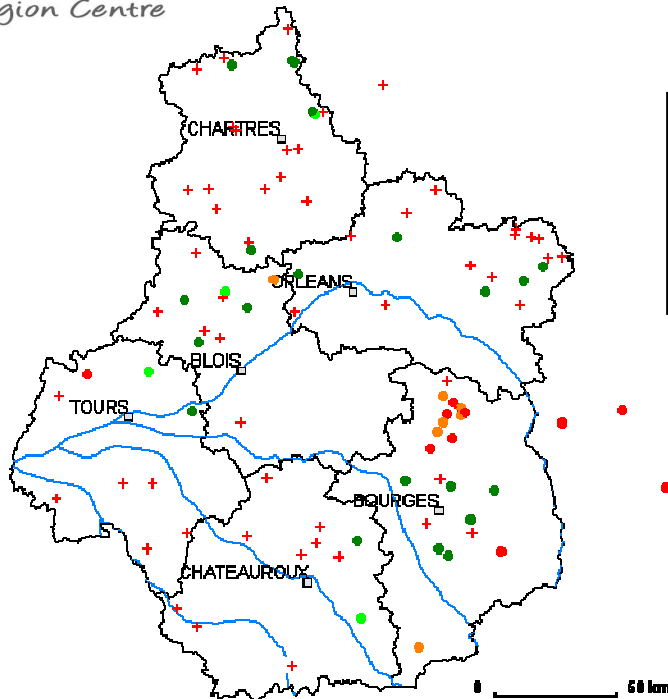 gion Centre
CHARTRES
ORLEANS
BLOIS
TOURS
BOURGES
CHATEAUROUX
0 50 km